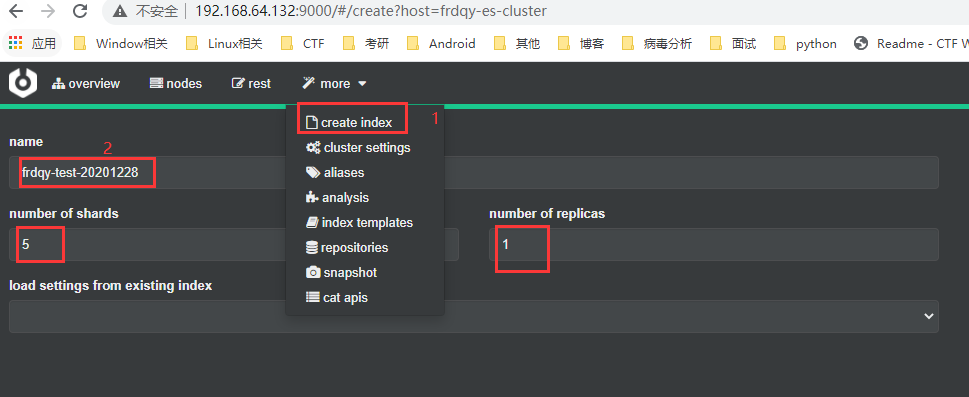 不安全 192.168.64.132:9000/#/create?host=frdqy-es-cluster
应用 Window相关 Linux相关 CTF 考研 Android 其他 博客 病毒分析 面试 python Readme - CTF W
overview nodes rest more
create index 1
cluster settings
aliases
analysis
index templates
repositories
snapshot
cat apis
name 2
frdqy-test-20201228
number of shards number of replicas
5 1
load settings from existing index